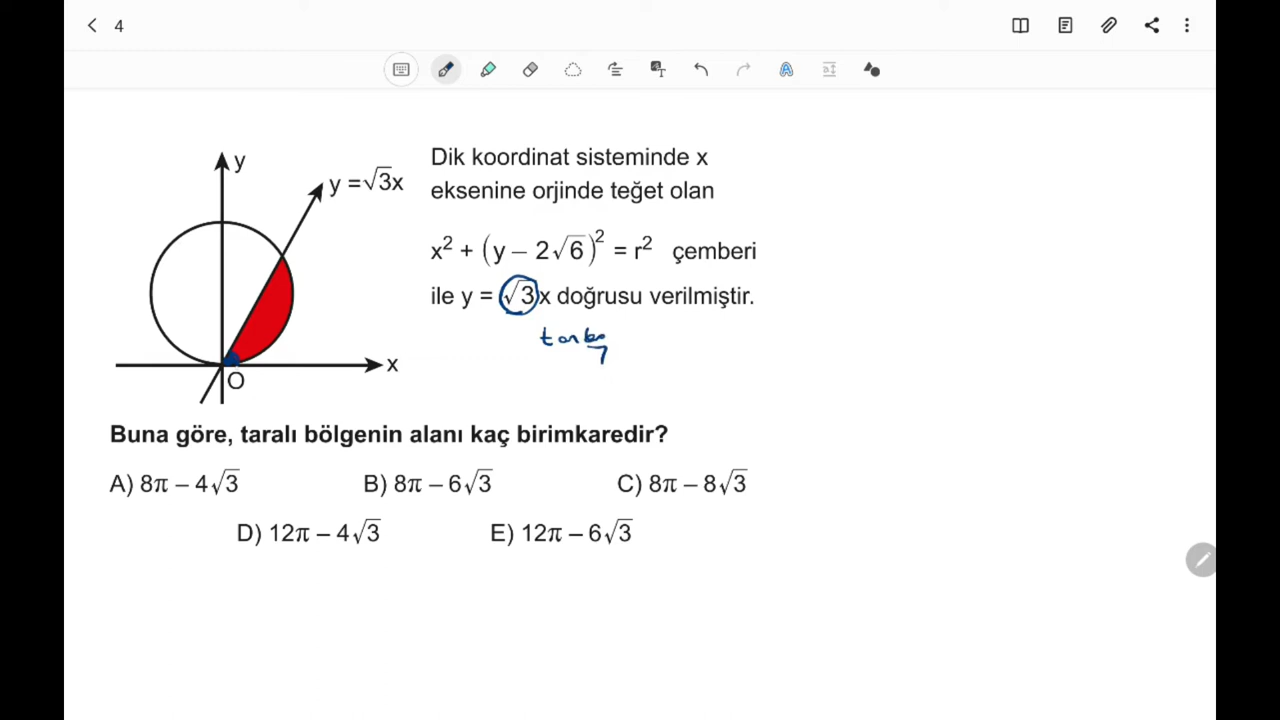 4
y
y = √3x
x
O
Dik koordinat sisteminde x
eksenine orjinde teğet olan
x² + (y − 2√6)² = r² çemberi
ile y = √3x doğrusu verilmiştir.
Buna göre, taralı bölgenin alanı kaç birimkaredir?
A) 8π − 4√3 B) 8π − 6√3 C) 8π − 8√3
D) 12π − 4√3 E) 12π − 6√3